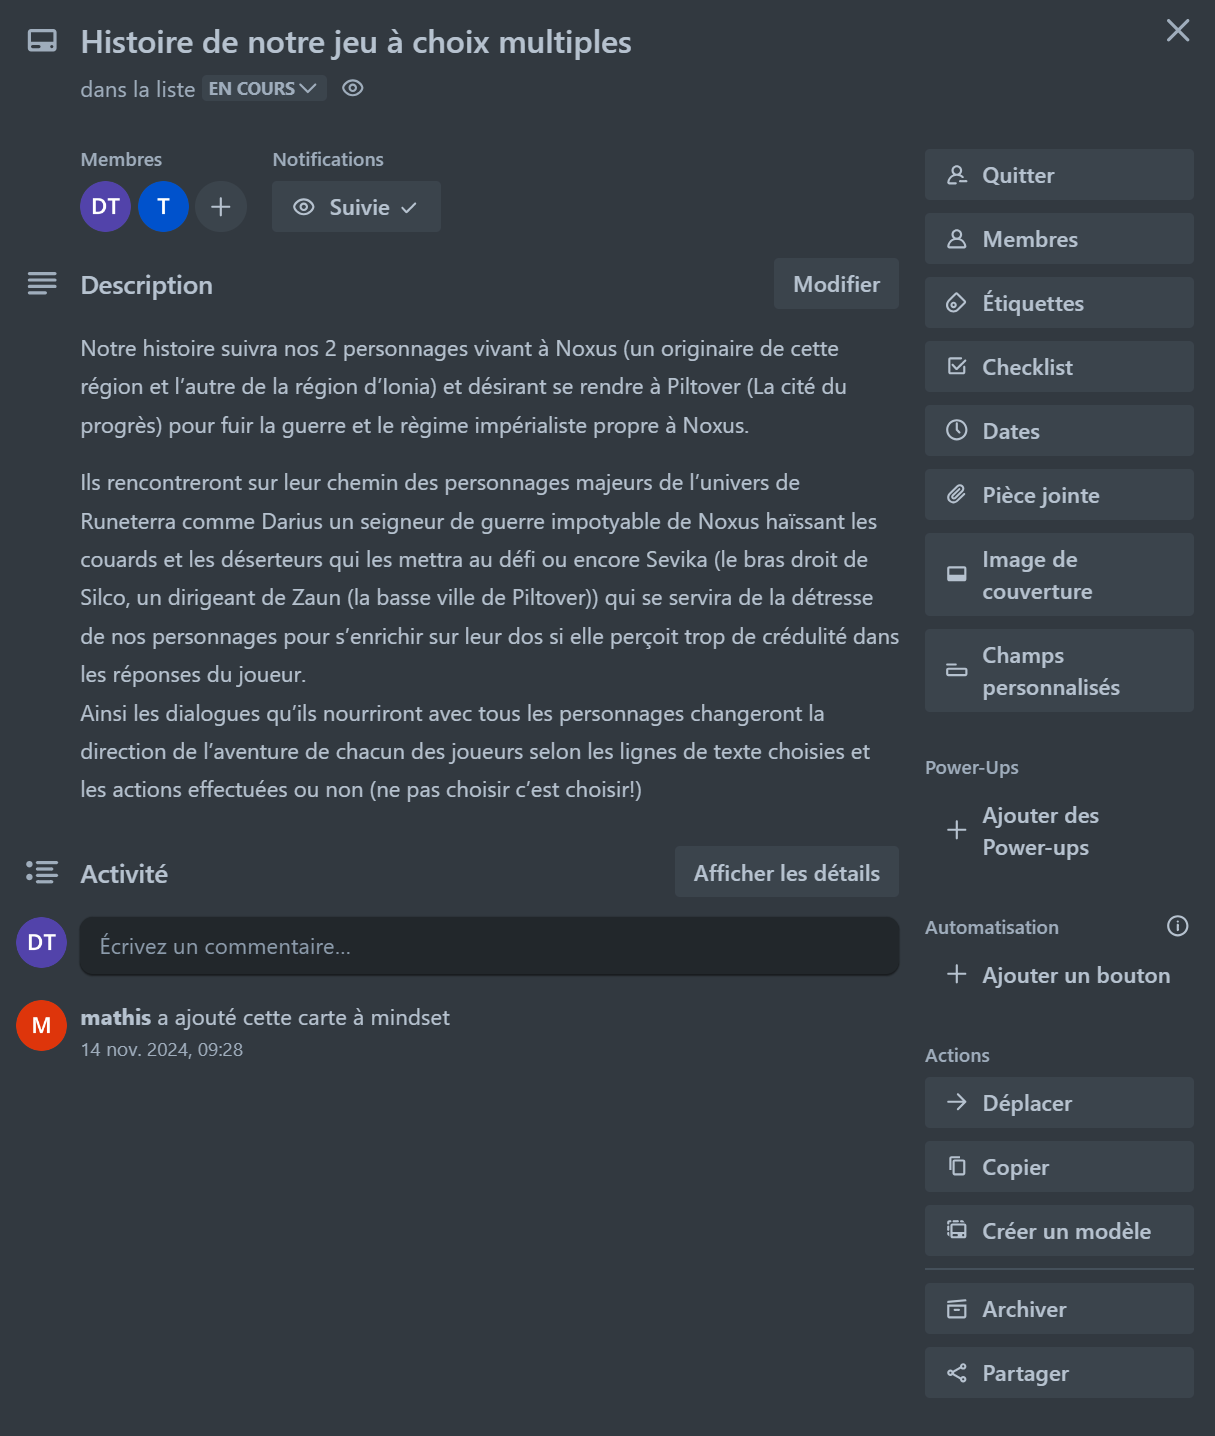 Histoire de notre jeu à choix multiples
dans la liste EN COURS
Membres
Notifications
DT
T
Suivie
Description
Modifier
Notre histoire suivra nos 2 personnages vivant à Noxus (un originaire de cette
région et l’autre de la région d’Ionia) et désirant se rendre à Piltover (La cité du
progrès) pour fuir la guerre et le règime impérialiste propre à Noxus.
Ils rencontreront sur leur chemin des personnages majeurs de l’univers de
Runeterra comme Darius un seigneur de guerre impotyable de Noxus haïssant les
couards et les déserteurs qui les mettra au défi ou encore Sevika (le bras droit de
Silco, un dirigeant de Zaun (la basse ville de Piltover)) qui se servira de la détresse
de nos personnages pour s’enrichir sur leur dos si elle perçoit trop de crédulité dans
les réponses du joueur.
Ainsi les dialogues qu’ils nourriront avec tous les personnages changeront la
direction de l’aventure de chacun des joueurs selon les lignes de texte choisies et
les actions effectuées ou non (ne pas choisir c’est choisir!)
Activité
Afficher les détails
DT
Écrivez un commentaire…
M
mathis a ajouté cette carte à mindset
14 nov. 2024, 09:28
Quitter
Membres
Étiquettes
Checklist
Dates
Pièce jointe
Image de
couverture
Champs
personnalisés
Power-Ups
Ajouter des
Power-ups
Automatisation
Ajouter un bouton
Actions
Déplacer
Copier
Créer un modèle
Archiver
Partager